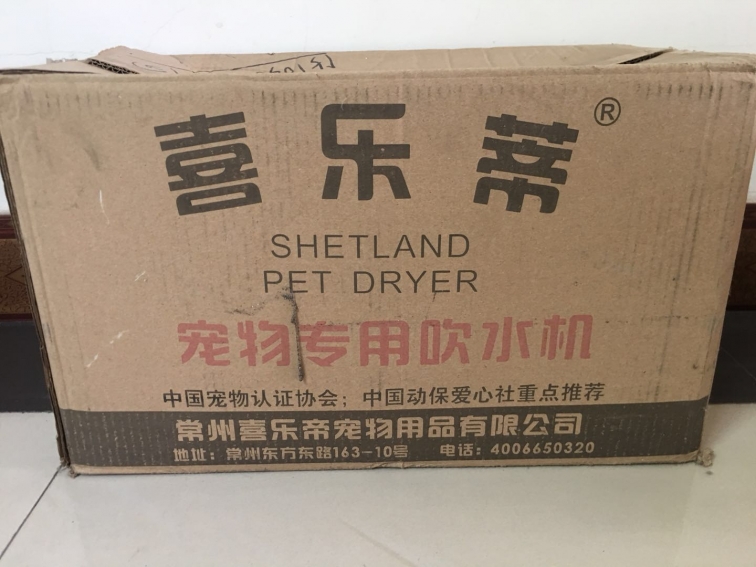 喜乐蒂®
SHETLAND
PET DRYER
宠物专用吹水机
中国宠物认证协会；中国动保爱心社重点推荐
常州喜乐帝宠物用品有限公司
地址：常州东方东路163-10号 电话：4006650320